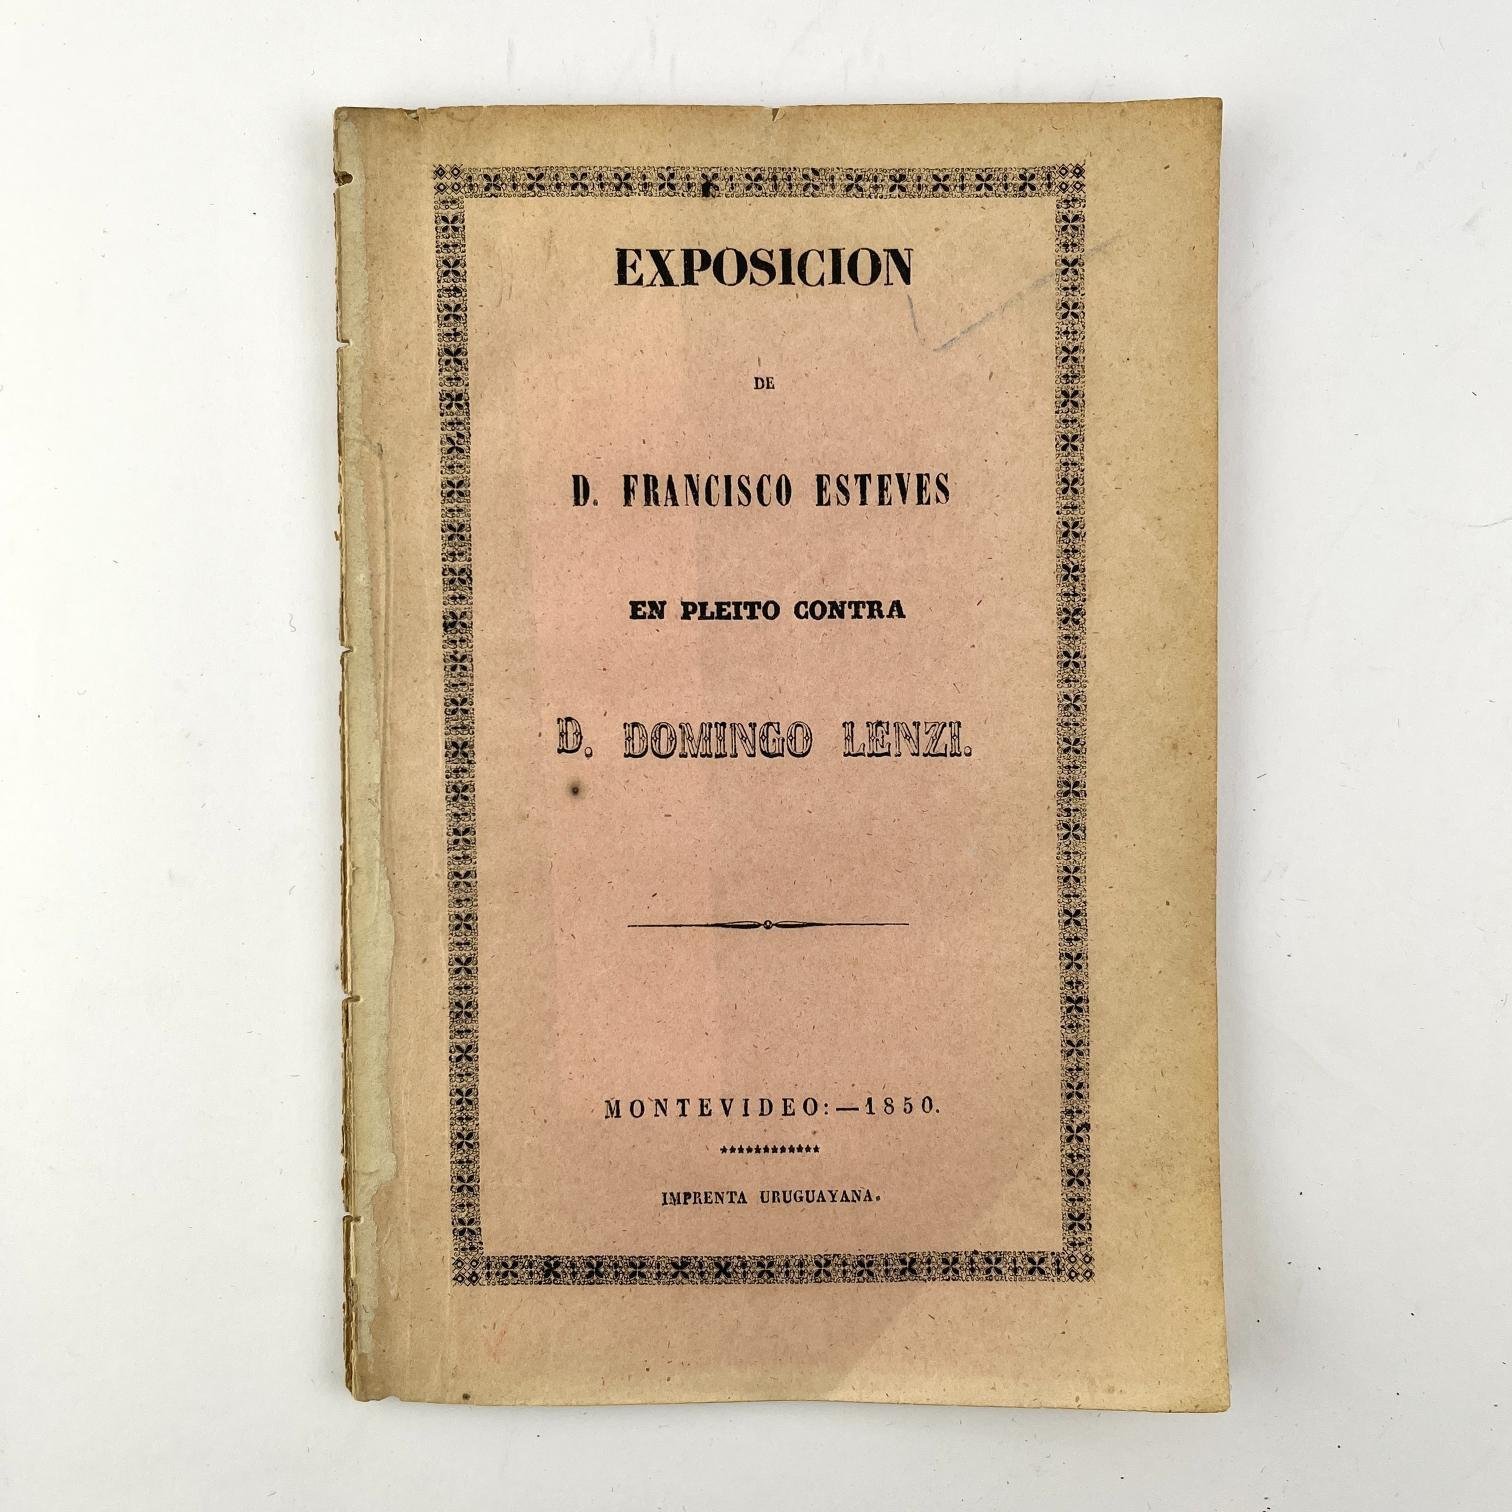 EXPOSICION
DE
D. FRANCISCO ESTEVES
EN PLEITO CONTRA
D. DOMINGO LENZI.
MONTEVIDEO:—1850.
************
IMPRENTA URUGUAYANA.